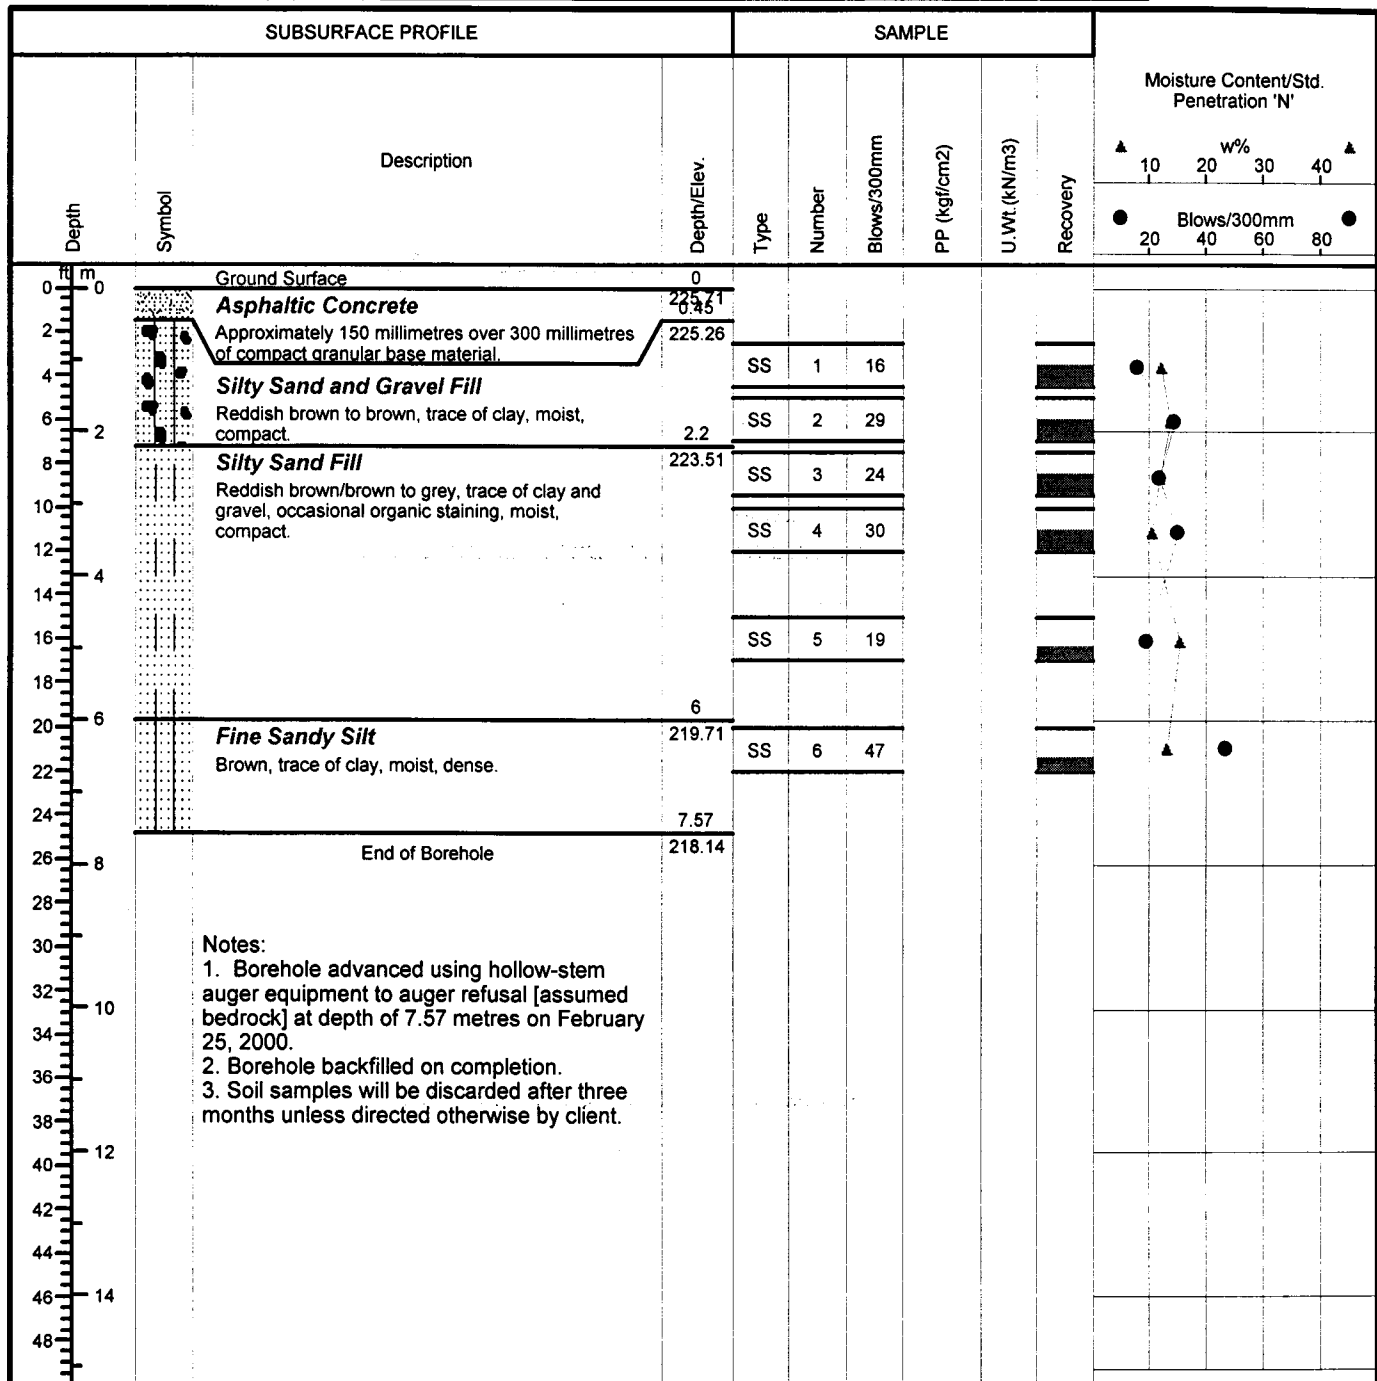 SUBSURFACE PROFILE
SAMPLE
Depth
Symbol
Description
Depth/Elev.
Type
Number
Blows/300mm
PP (kgf/cm2)
U.Wt.(kN/m3)
Recovery
Moisture Content/Std.
Penetration 'N'
w%
10 20 30 40
Blows/300mm
20 40 60 80
ft m
0 0
2
4
6
2
8
10
12
4
14
16
18
20
6
22
24
26
8
28
30
32
10
34
36
38
12
40
42
44
46
14
48
Ground Surface 0
225.71
Asphaltic Concrete 0.45
Approximately 150 millimetres over 300 millimetres 225.26
of compact granular base material.
SS 1 16
Silty Sand and Gravel Fill
Reddish brown to brown, trace of clay, moist,
compact. 2.2
SS 2 29
Silty Sand Fill 223.51
SS 3 24
Reddish brown/brown to grey, trace of clay and
gravel, occasional organic staining, moist,
compact.
SS 4 30
SS 5 19
6
Fine Sandy Silt 219.71
Brown, trace of clay, moist, dense.
SS 6 47
7.57
End of Borehole 218.14
Notes:
1. Borehole advanced using hollow-stem
auger equipment to auger refusal [assumed
bedrock] at depth of 7.57 metres on February
25, 2000.
2. Borehole backfilled on completion.
3. Soil samples will be discarded after three
months unless directed otherwise by client.